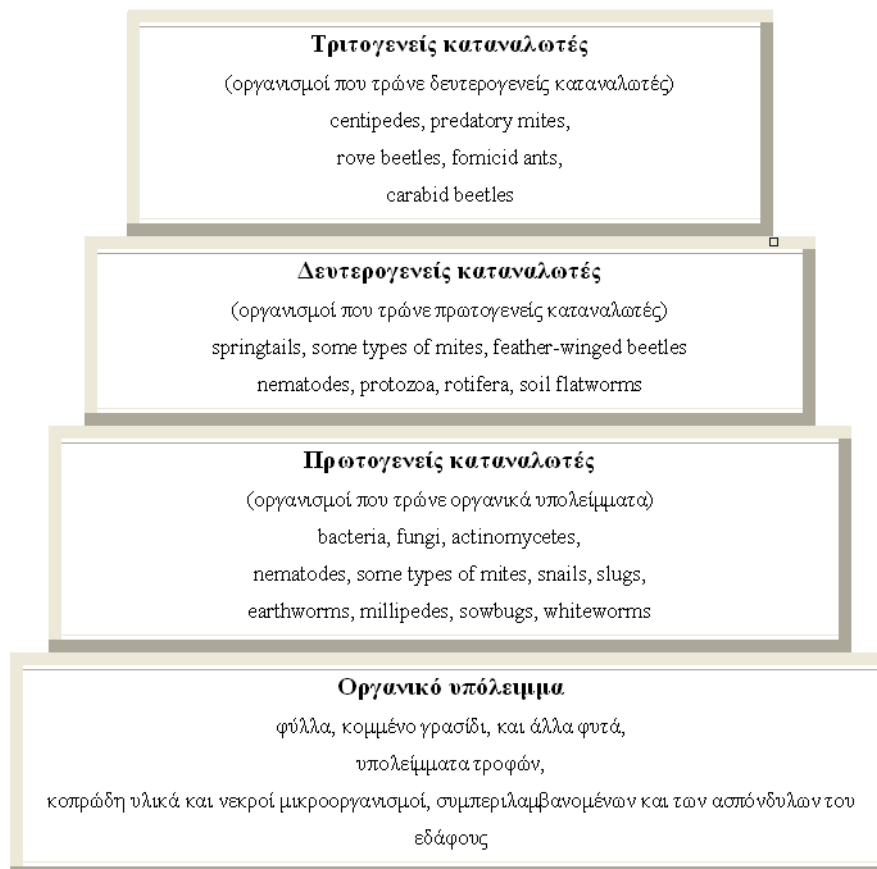 Τριτογενείς καταναλωτές
(οργανισμοί που τρώνε δευτερογενείς καταναλωτές)
centipedes, predatory mites,
rove beetles, fomicid ants,
carabid beetles
Δευτερογενείς καταναλωτές
(οργανισμοί που τρώνε πρωτογενείς καταναλωτές)
springtails, some types of mites, feather-winged beetles
nematodes, protozoa, rotifera, soil flatworms
Πρωτογενείς καταναλωτές
(οργανισμοί που τρώνε οργανικά υπολείμματα)
bacteria, fungi, actinomycetes,
nematodes, some types of mites, snails, slugs,
earthworms, millipedes, sowbugs, whiteworms
Οργανικό υπόλειμμα
φύλλα, κομμένο γρασίδι, και άλλα φυτά,
υπολείμματα τροφών,
κοπρώδη υλικά και νεκροί μικροοργανισμοί, συμπεριλαμβανομένων και των ασπόνδυλων του
εδάφους